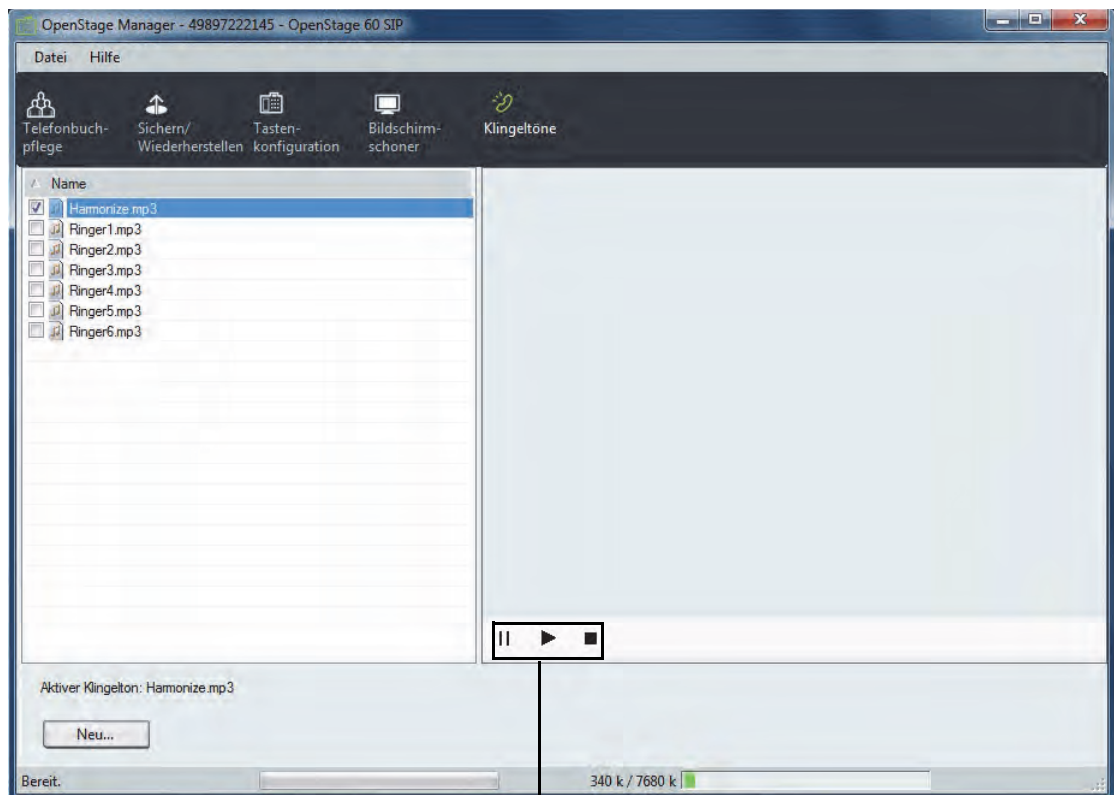 OpenStage Manager - 49897222145 - OpenStage 60 SIP
Datei Hilfe
Telefonbuch-
pflege
Sichern/
Wiederherstellen
Tasten-
konfiguration
Bildschirm-
schoner
Klingeltöne
Name
Harmonize.mp3
Ringer1.mp3
Ringer2.mp3
Ringer3.mp3
Ringer4.mp3
Ringer5.mp3
Ringer6.mp3
Aktiver Klingelton: Harmonize.mp3
Neu...
Bereit.
340 k / 7680 k